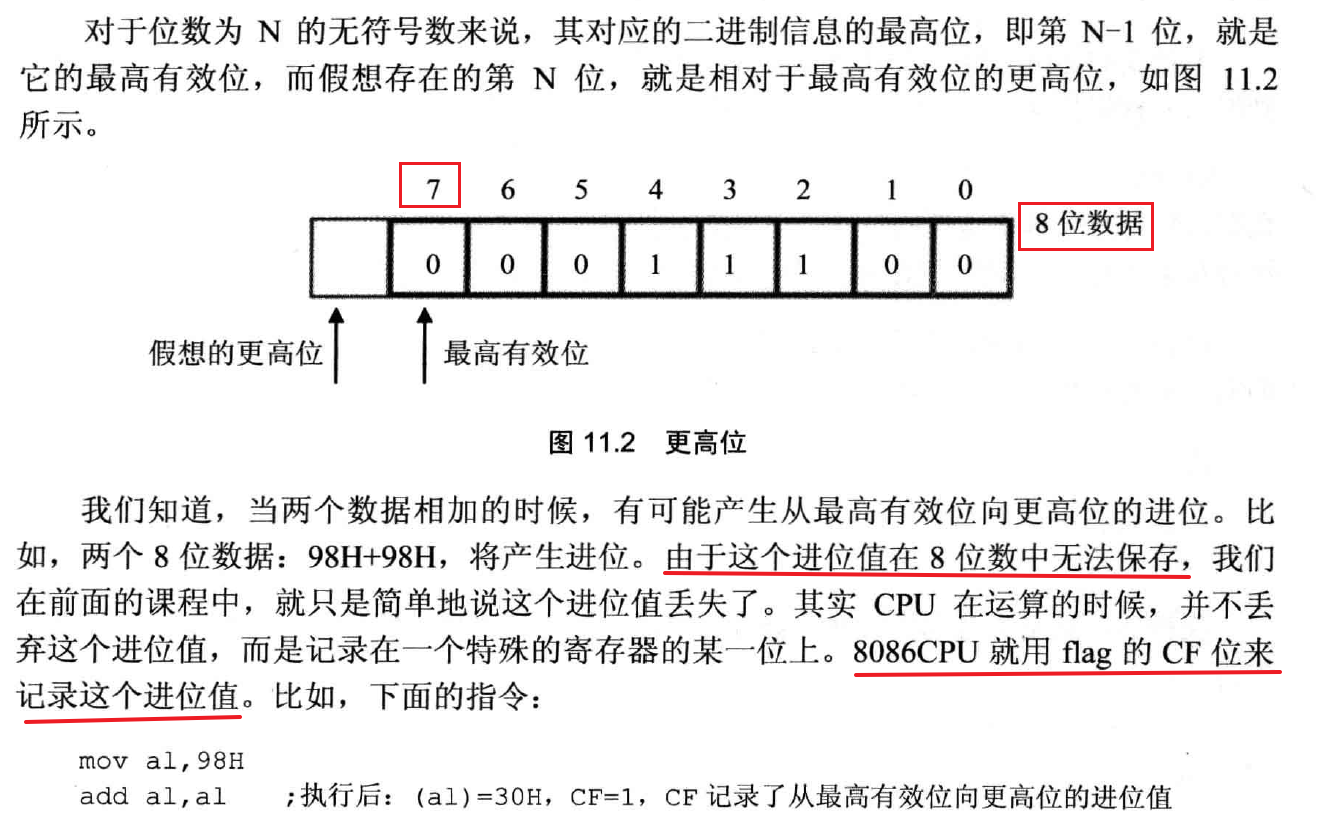 对于位数为 N 的无符号数来说，其对应的二进制信息的最高位，即第 N-1 位，就是
它的最高有效位，而假想存在的第 N 位，就是相对于最高有效位的更高位，如图 11.2
所示。
7 6 5 4 3 2 1 0
8 位数据
0 0 0 1 1 1 0 0
假想的更高位 最高有效位
图 11.2 更高位
我们知道，当两个数据相加的时候，有可能产生从最高有效位向更高位的进位。比
如，两个 8 位数据：98H+98H，将产生进位。由于这个进位值在 8 位数中无法保存，我们
在前面的课程中，就只是简单地说这个进位值丢失了。其实 CPU 在运算的时候，并不丢
弃这个进位值，而是记录在一个特殊的寄存器的某一位上。8086CPU 就用 flag 的 CF 位来
记录这个进位值。比如，下面的指令：
mov al,98H
add al,al ;执行后：(al)=30H，CF=1，CF 记录了从最高有效位向更高位的进位值